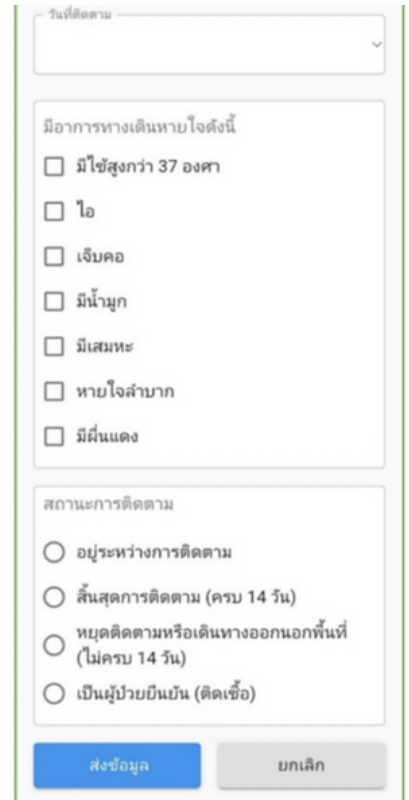 วันที่ติดตาม
มีอาการทางเดินหายใจดังนี้
มีไข้สูงกว่า 37 องศา
ไอ
เจ็บคอ
มีน้ำมูก
มีเสมหะ
หายใจลำบาก
มีผื่นแดง
สถานะการติดตาม
อยู่ระหว่างการติดตาม
สิ้นสุดการติดตาม (ครบ 14 วัน)
หยุดติดตามหรือเดินทางออกนอกพื้นที่
(ไม่ครบ 14 วัน)
เป็นผู้ป่วยยืนยัน (ติดเชื้อ)
ส่งข้อมูล
ยกเลิก